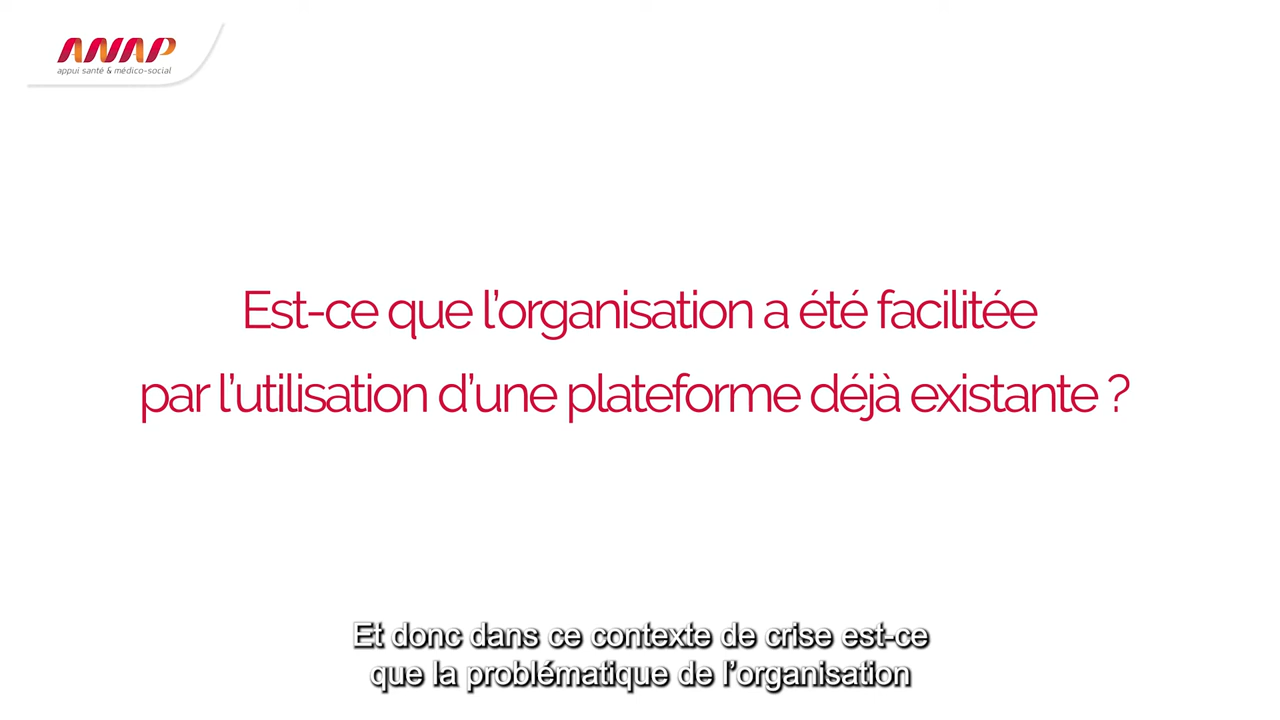 ANAP
appui santé & médico-social
Est-ce que l’organisation a été facilitée
par l’utilisation d’une plateforme déjà existante ?
Et donc dans ce contexte de crise est-ce
que la problématique de l’organisation